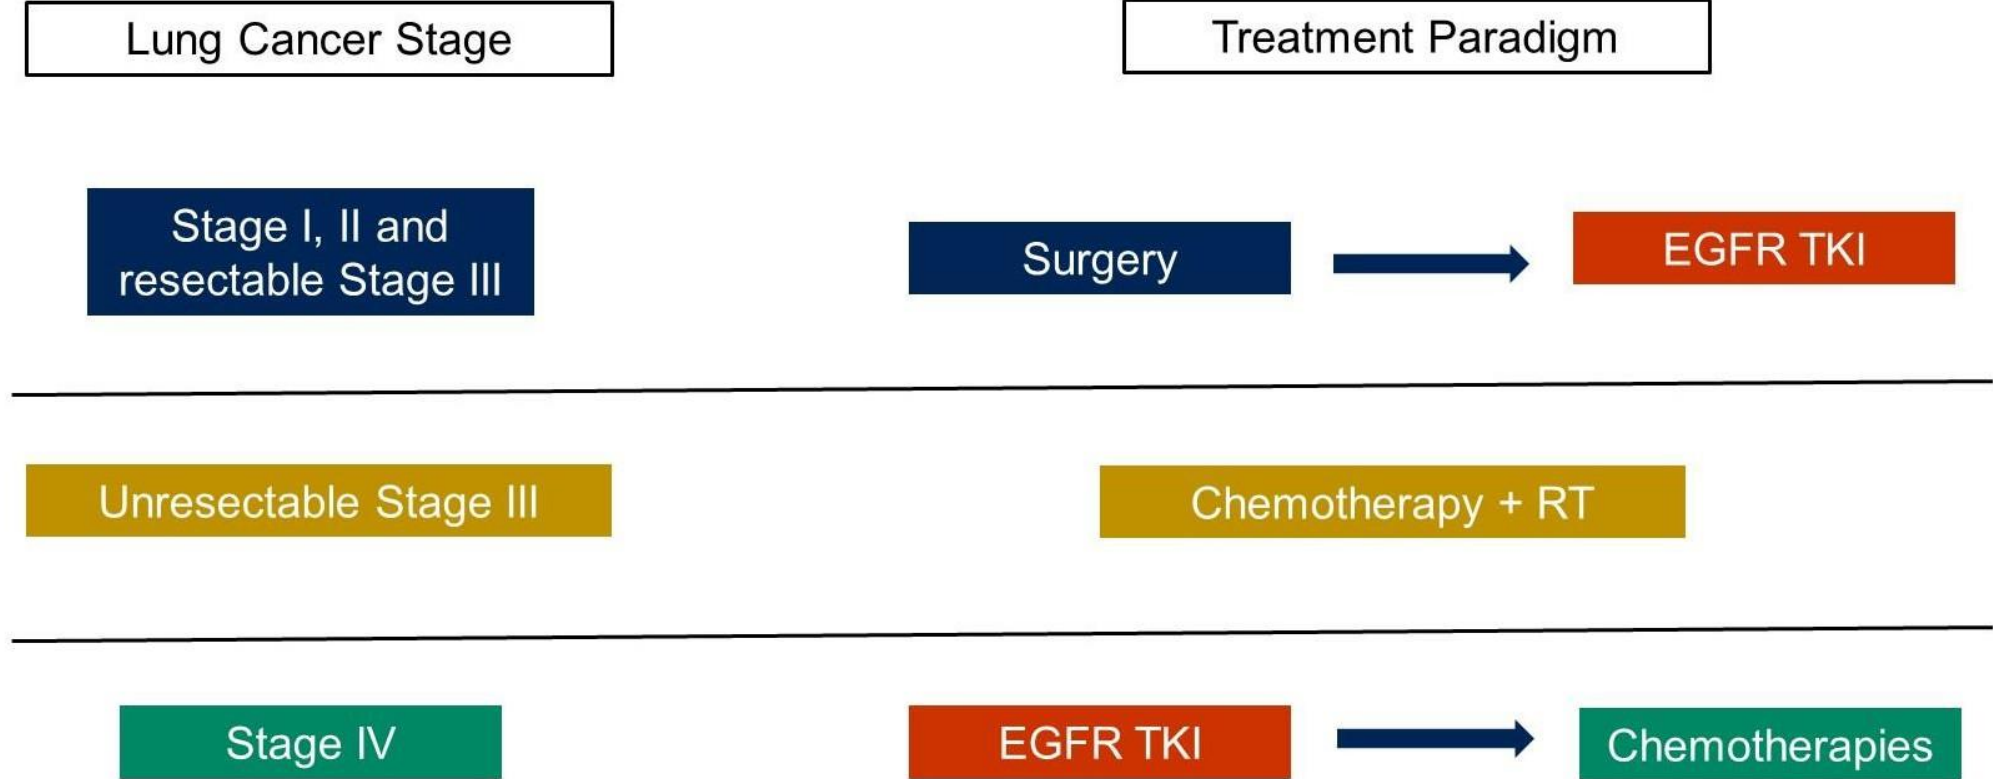 Lung Cancer Stage
Treatment Paradigm
Stage I, II and
resectable Stage III
Surgery
EGFR TKI
Unresectable Stage III
Chemotherapy + RT
Stage IV
EGFR TKI
Chemotherapies